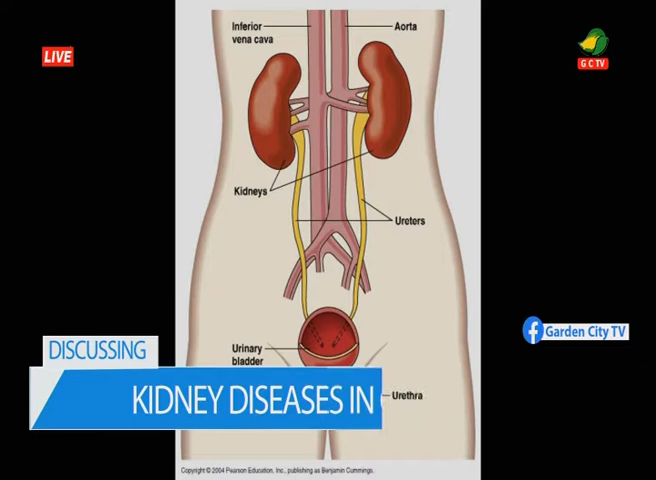 Inferior
vena cava
Aorta
LIVE
G C TV
Kidneys
Ureters
Garden City TV
DISCUSSING
Urinary
bladder
KIDNEY DISEASES IN
Urethra
Copyright © 2004 Pearson Education, Inc., publishing as Benjamin Cummings.